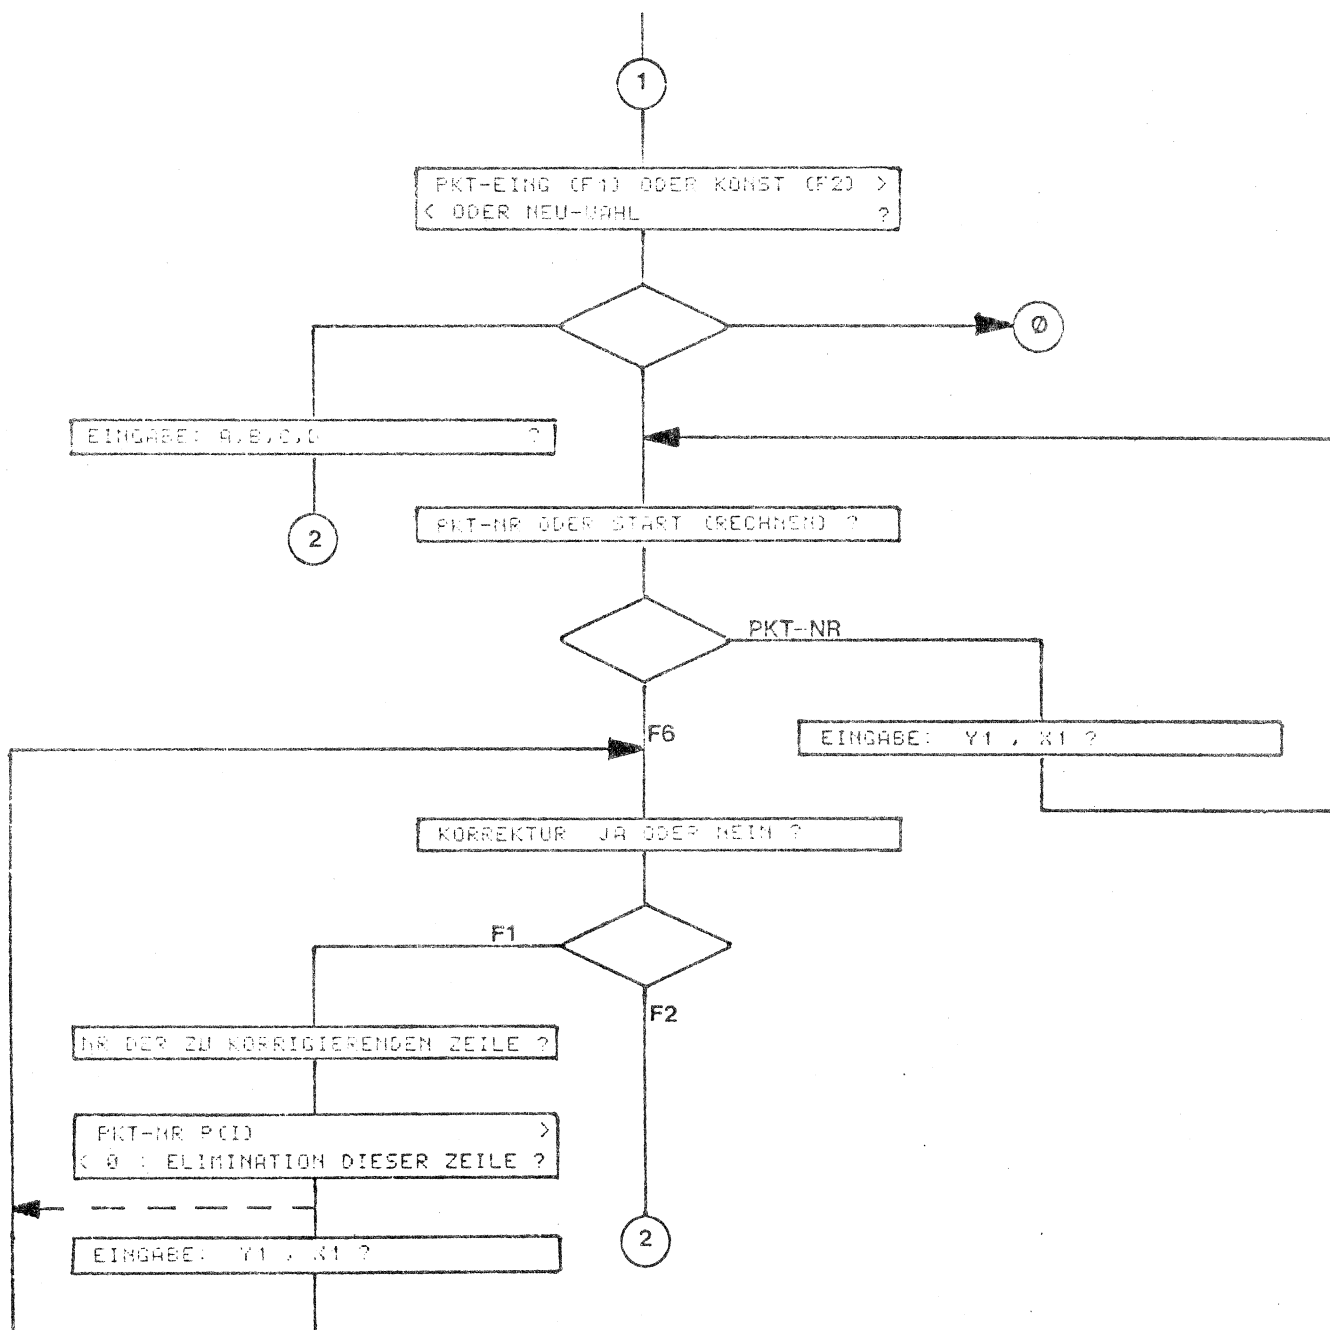 1
PKT-EING (F1) ODER KONST (F2) >
< ODER NEU-WAHL ?
Ø
EINGABE: A,B,C,D ?
2
PKT-NR ODER START (RECHNEN) ?
PKT-NR
F6
EINGABE: Y1 , X1 ?
KORREKTUR JA ODER NEIN ?
F1
F2
NR DER ZU KORRIGIERENDEN ZEILE ?
PKT-NR P(I) >
< 0 : ELIMINATION DIESER ZEILE ?
2
EINGABE: Y1 , X1 ?